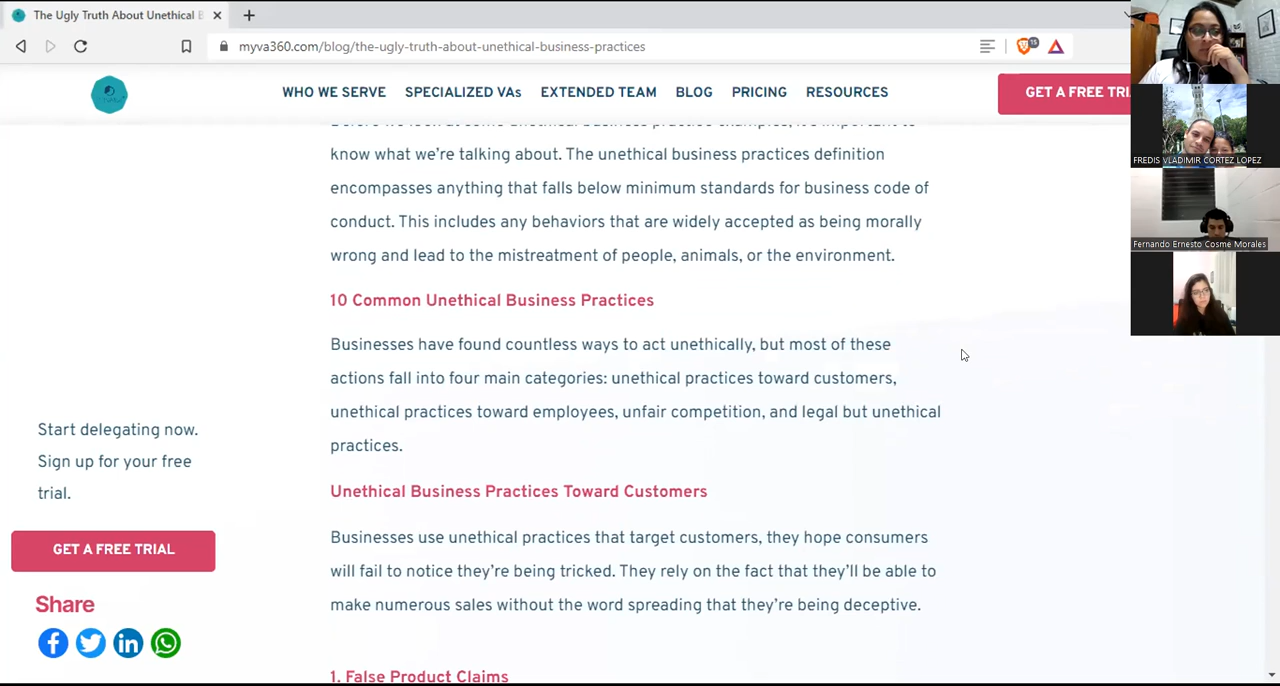 The Ugly Truth About Unethical B
myva360.com/blog/the-ugly-truth-about-unethical-business-practices
15
WHO WE SERVE SPECIALIZED VAs EXTENDED TEAM BLOG PRICING RESOURCES
GET A FREE TRI
know what we're talking about. The unethical business practices definition
encompasses anything that falls below minimum standards for business code of
conduct. This includes any behaviors that are widely accepted as being morally
wrong and lead to the mistreatment of people, animals, or the environment.
10 Common Unethical Business Practices
Businesses have found countless ways to act unethically, but most of these
actions fall into four main categories: unethical practices toward customers,
unethical practices toward employees, unfair competition, and legal but unethical
practices.
Unethical Business Practices Toward Customers
Businesses use unethical practices that target customers, they hope consumers
will fail to notice they're being tricked. They rely on the fact that they'll be able to
make numerous sales without the word spreading that they're being deceptive.
1. False Product Claims
Start delegating now.
Sign up for your free
trial.
GET A FREE TRIAL
Share
FREDIS VLADIMIR CORTEZ LOPEZ
Fernando Ernesto Cosme Morales